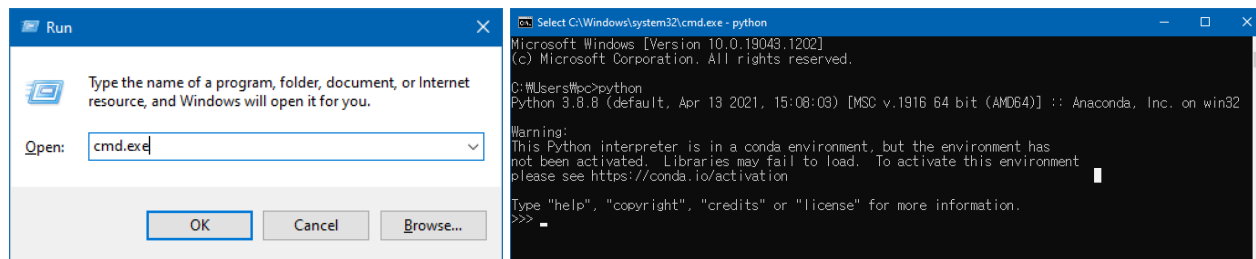 Run
Type the name of a program, folder, document, or Internet
resource, and Windows will open it for you.
Open:
cmd.exe
OK
Cancel
Browse...
Select C:\Windows\system32\cmd.exe - python
Microsoft Windows [Version 10.0.19043.1202]
(c) Microsoft Corporation. All rights reserved.
C:₩Users₩pc>python
Python 3.8.8 (default, Apr 13 2021, 15:08:03) [MSC v.1916 64 bit (AMD64)] :: Anaconda, Inc. on win32
Warning:
This Python interpreter is in a conda environment, but the environment has
not been activated.  Libraries may fail to load.  To activate this environment
please see https://conda.io/activation
Type "help", "copyright", "credits" or "license" for more information.
>>>